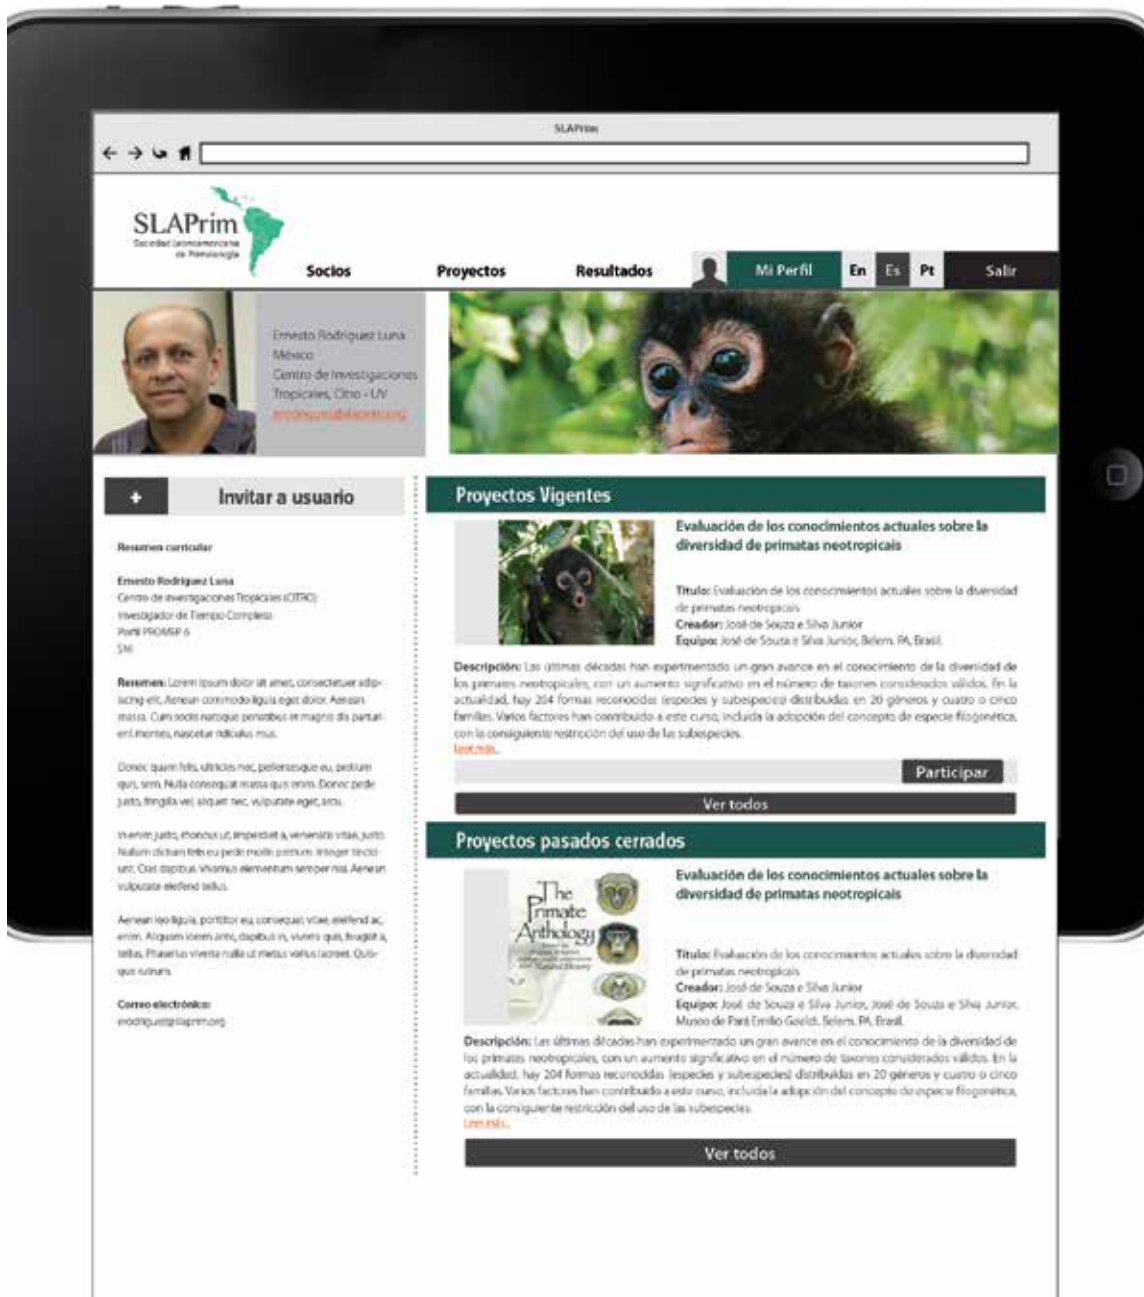 SLAPrim
SLAPrim
Sociedad Latinoamericana
de Primatología
Socios
Proyectos
Resultados
Mi Perfil
En
Es
Pt
Salir
Ernesto Rodríguez Luna
México
Centro de Investigaciones
Tropicales, Citro - UV
+
Invitar a usuario
Resumen curricular
Ernesto Rodríguez Luna
Centro de Investigaciones Tropicales (CITRO)
Investigador de Tiempo Completo
Perfil PROMEP 6
SNI
Resumen: Lorem ipsum dolor sit amet, consectetuer adip-
iscing elit. Aenean commodo ligula eget dolor. Aenean
massa. Cum sociis natoque penatibus et magnis dis parturi-
ent montes, nascetur ridiculus mus.
Donec quam felis, ultricies nec, pellentesque eu, pretium
quis, sem. Nulla consequat massa quis enim. Donec pede
justo, fringilla vel, aliquet nec, vulputate eget, arcu.
In enim justo, rhoncus ut, imperdiet a, venenatis vitae, justo.
Nullam dictum felis eu pede mollis pretium. Integer tincid-
unt. Cras dapibus. Vivamus elementum semper nisi. Aenean
vulputate eleifend tellus.
Aenean leo ligula, porttitor eu, consequat vitae, eleifend ac,
enim. Aliquam lorem ante, dapibus in, viverra quis, feugiat a,
tellus. Phasellus viverra nulla ut metus varius laoreet. Quis-
que rutrum.
Correo electrónico:
Proyectos Vigentes
Evaluación de los conocimientos actuales sobre la
diversidad de primatas neotropicais
Título: Evaluación de los conocimientos actuales sobre la diversidad
de primatas neotropicais
Creador: José de Souza e Silva Junior
Equipo: José de Souza e Silva Junior, Belem. PA, Brasil.
Descripción: Las últimas décadas han experimentado un gran avance en el conocimiento de la diversidad de
los primates neotropicales, con un aumento significativo en el número de taxones considerados válidos. En la
actualidad, hay 204 formas reconocidas (especies y subespecies) distribuidas en 20 géneros y cuatro o cinco
familias. Varios factores han contribuido a este curso, incluida la adopción del concepto de especie filogenética,
con la consiguiente restricción del uso de las subespecies.
Leer más..
Participar
Ver todos
Proyectos pasados cerrados
The
Primate
Anthology
Natural History
Evaluación de los conocimientos actuales sobre la
diversidad de primatas neotropicais
Título: Evaluación de los conocimientos actuales sobre la diversidad
de primatas neotropicais
Creador: José de Souza e Silva Junior
Equipo: José de Souza e Silva Junior, José de Souza e Silva Junior.
Museo de Pará Emilio Goeldi. Belem. PA, Brasil.
Descripción: Las últimas décadas han experimentado un gran avance en el conocimiento de la diversidad de
los primates neotropicales, con un aumento significativo en el número de taxones considerados válidos. En la
actualidad, hay 204 formas reconocidas (especies y subespecies) distribuidas en 20 géneros y cuatro o cinco
familias. Varios factores han contribuido a este curso, incluida la adopción del concepto de especie filogenética,
con la consiguiente restricción del uso de las subespecies.
Leer más..
Ver todos